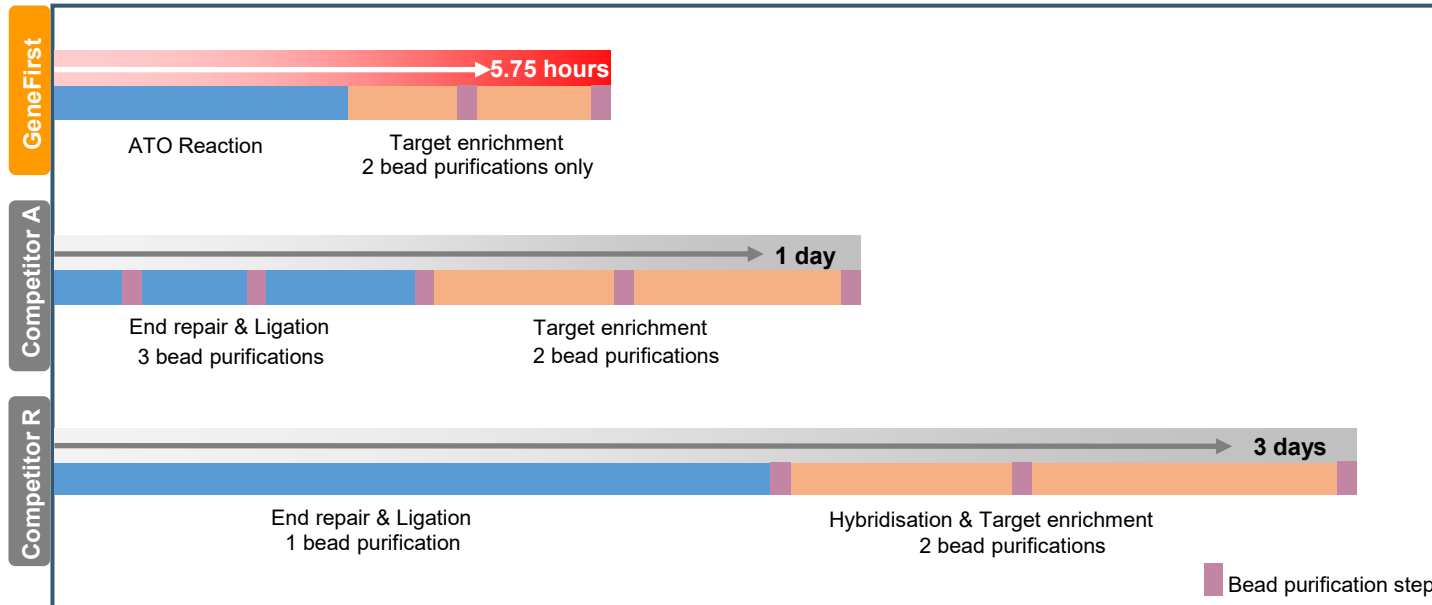 GeneFirst
5.75 hours
ATO Reaction
Target enrichment
2 bead purifications only
Competitor A
1 day
End repair & Ligation
3 bead purifications
Target enrichment
2 bead purifications
Competitor R
3 days
End repair & Ligation
1 bead purification
Hybridisation & Target enrichment
2 bead purifications
Bead purification step